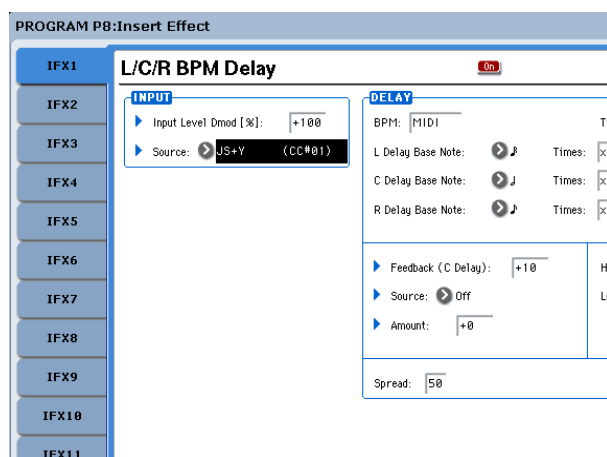 PROGRAM P8:Insert Effect
IFX1
IFX2
IFX3
IFX4
IFX5
IFX6
IFX7
IFX8
IFX9
IFX10
IFX11
L/C/R BPM Delay
On
INPUT
Input Level Dmod [%]: +100
Source: JS+Y (CC#01)
DELAY
BPM: MIDI T
L Delay Base Note: ♪ Times: x
C Delay Base Note: ♩ Times: x
R Delay Base Note: ♪ Times: x
Feedback (C Delay): +10 H
Source: Off L
Amount: +0
Spread: 50